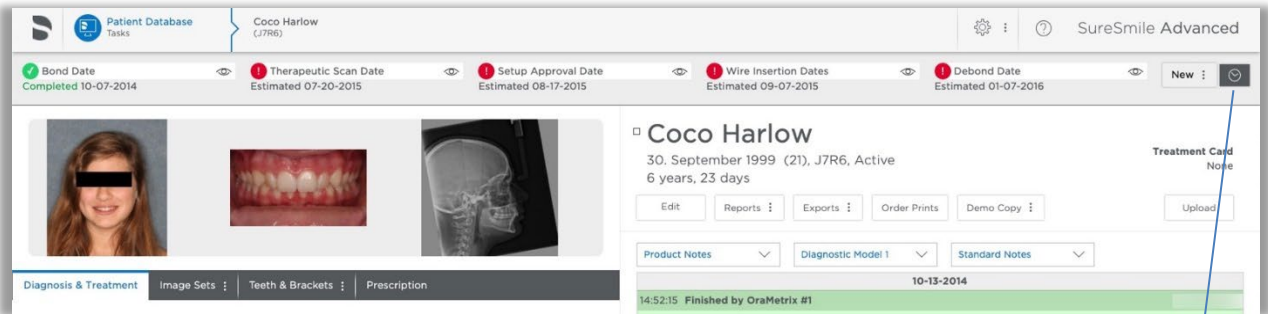 Patient Database
Tasks
Coco Harlow
(J7R6)
SureSmile Advanced
Bond Date
Completed 10-07-2014
Therapeutic Scan Date
Estimated 07-20-2015
Setup Approval Date
Estimated 08-17-2015
Wire Insertion Dates
Estimated 09-07-2015
Debond Date
Estimated 01-07-2016
New
Coco Harlow
30. September 1999 (21), J7R6, Active
6 years, 23 days
Treatment Card
None
Edit Reports Exports Order Prints Demo Copy Upload
Product Notes Diagnostic Model 1 Standard Notes
Diagnosis & Treatment Image Sets Teeth & Brackets Prescription
10-13-2014
14:52:15 Finished by OraMetrix #1